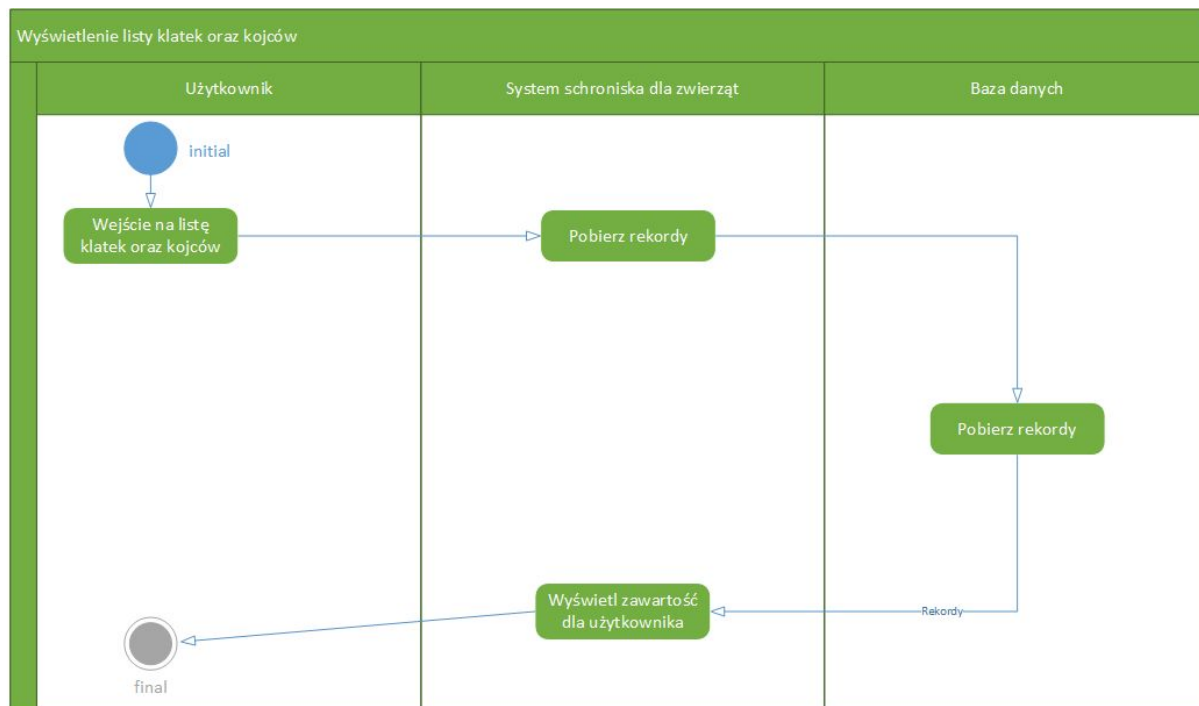 Wyświetlenie listy klatek oraz kojców
Użytkownik
System schroniska dla zwierząt
Baza danych
initial
Wejście na listę
klatek oraz kojców
Pobierz rekordy
Pobierz rekordy
Wyświetl zawartość
dla użytkownika
Rekordy
final